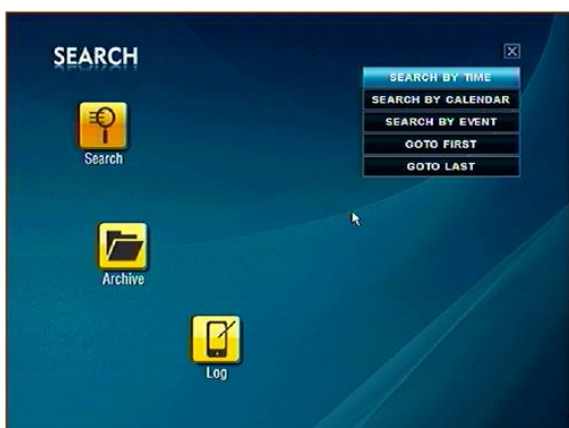 SEARCH
SEARCH BY TIME
SEARCH BY CALENDAR
SEARCH BY EVENT
GOTO FIRST
GOTO LAST
Search
Archive
Log